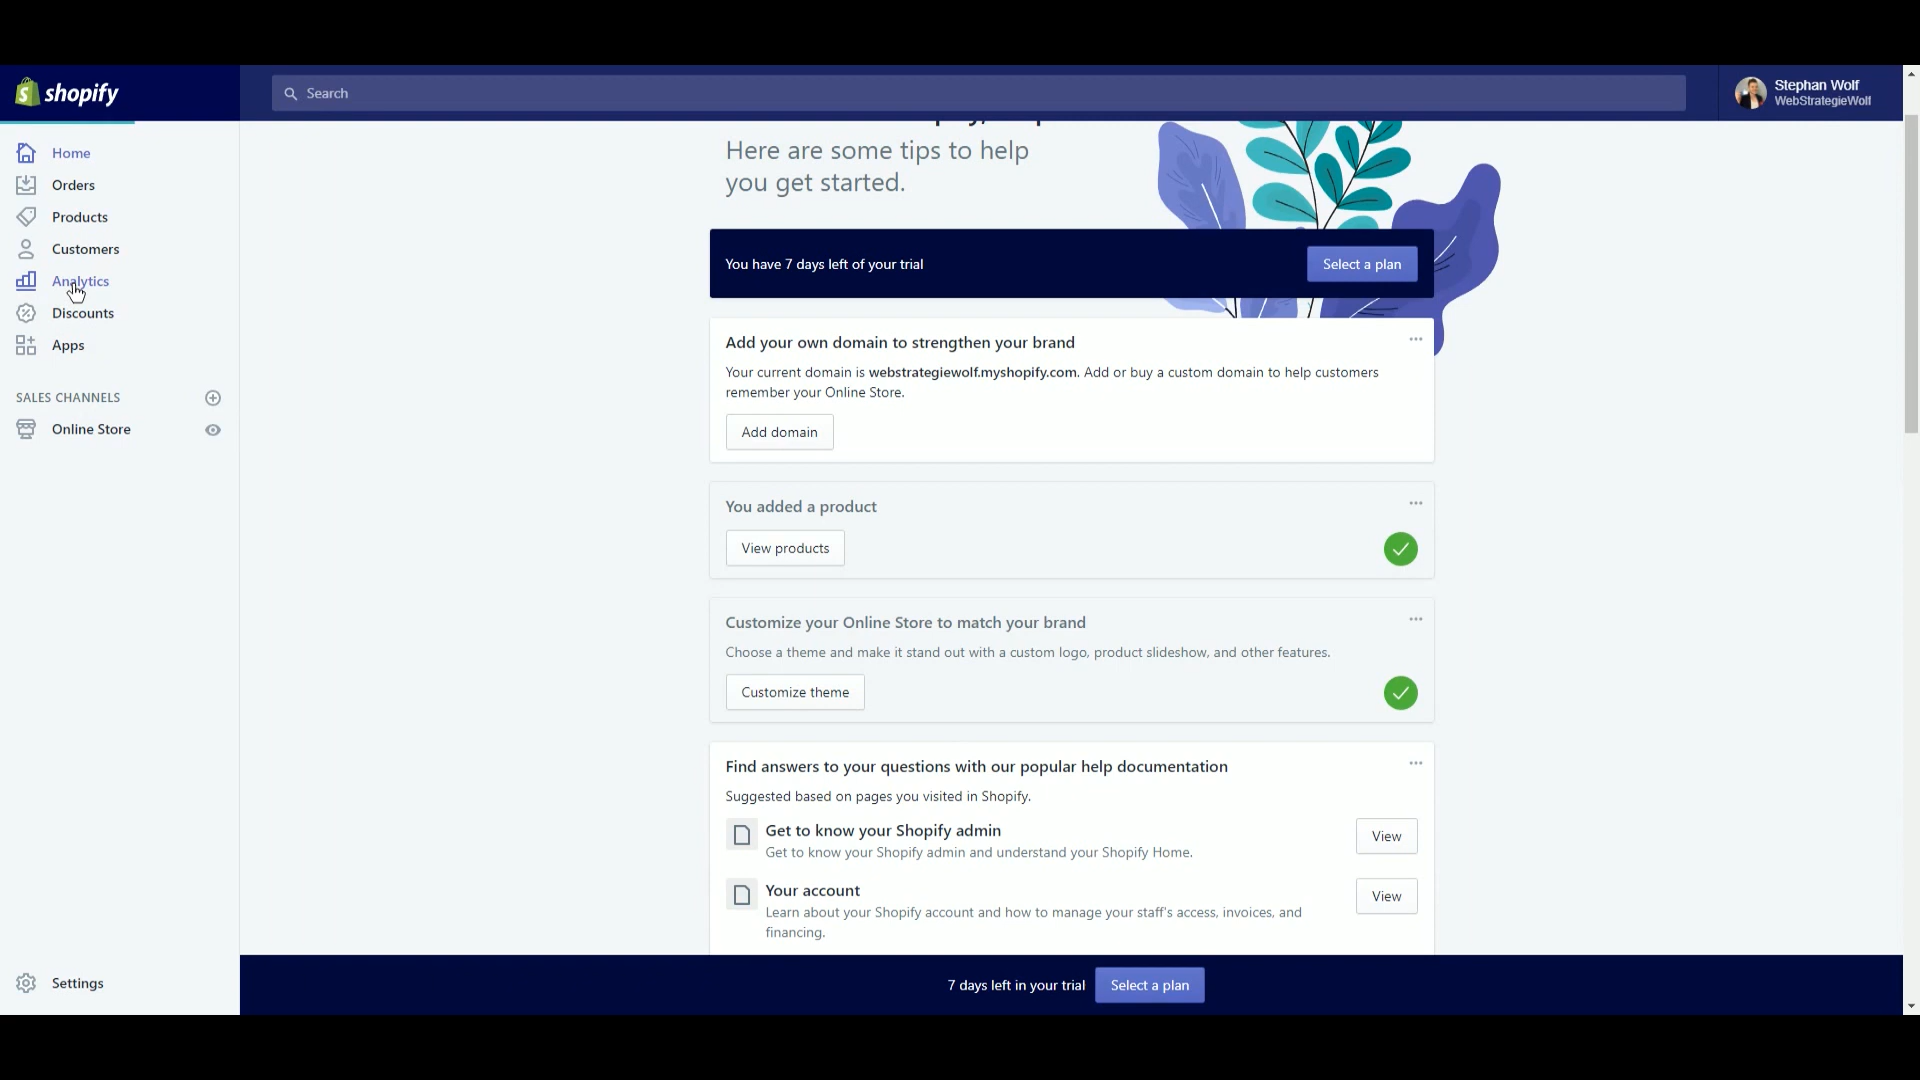 shopify
Search
Stephan Wolf
WebStrategieWolf
Home
Orders
Products
Customers
Analytics
Discounts
Apps
SALES CHANNELS
Online Store
Settings
Here are some tips to help
you get started.
You have 7 days left of your trial
Select a plan
Add your own domain to strengthen your brand
Your current domain is webstrategiewolf.myshopify.com. Add or buy a custom domain to help customers
remember your Online Store.
Add domain
You added a product
View products
Customize your Online Store to match your brand
Choose a theme and make it stand out with a custom logo, product slideshow, and other features.
Customize theme
Find answers to your questions with our popular help documentation
Suggested based on pages you visited in Shopify.
Get to know your Shopify admin
Get to know your Shopify admin and understand your Shopify Home.
View
Your account
Learn about your Shopify account and how to manage your staff's access, invoices, and
financing.
View
7 days left in your trial
Select a plan